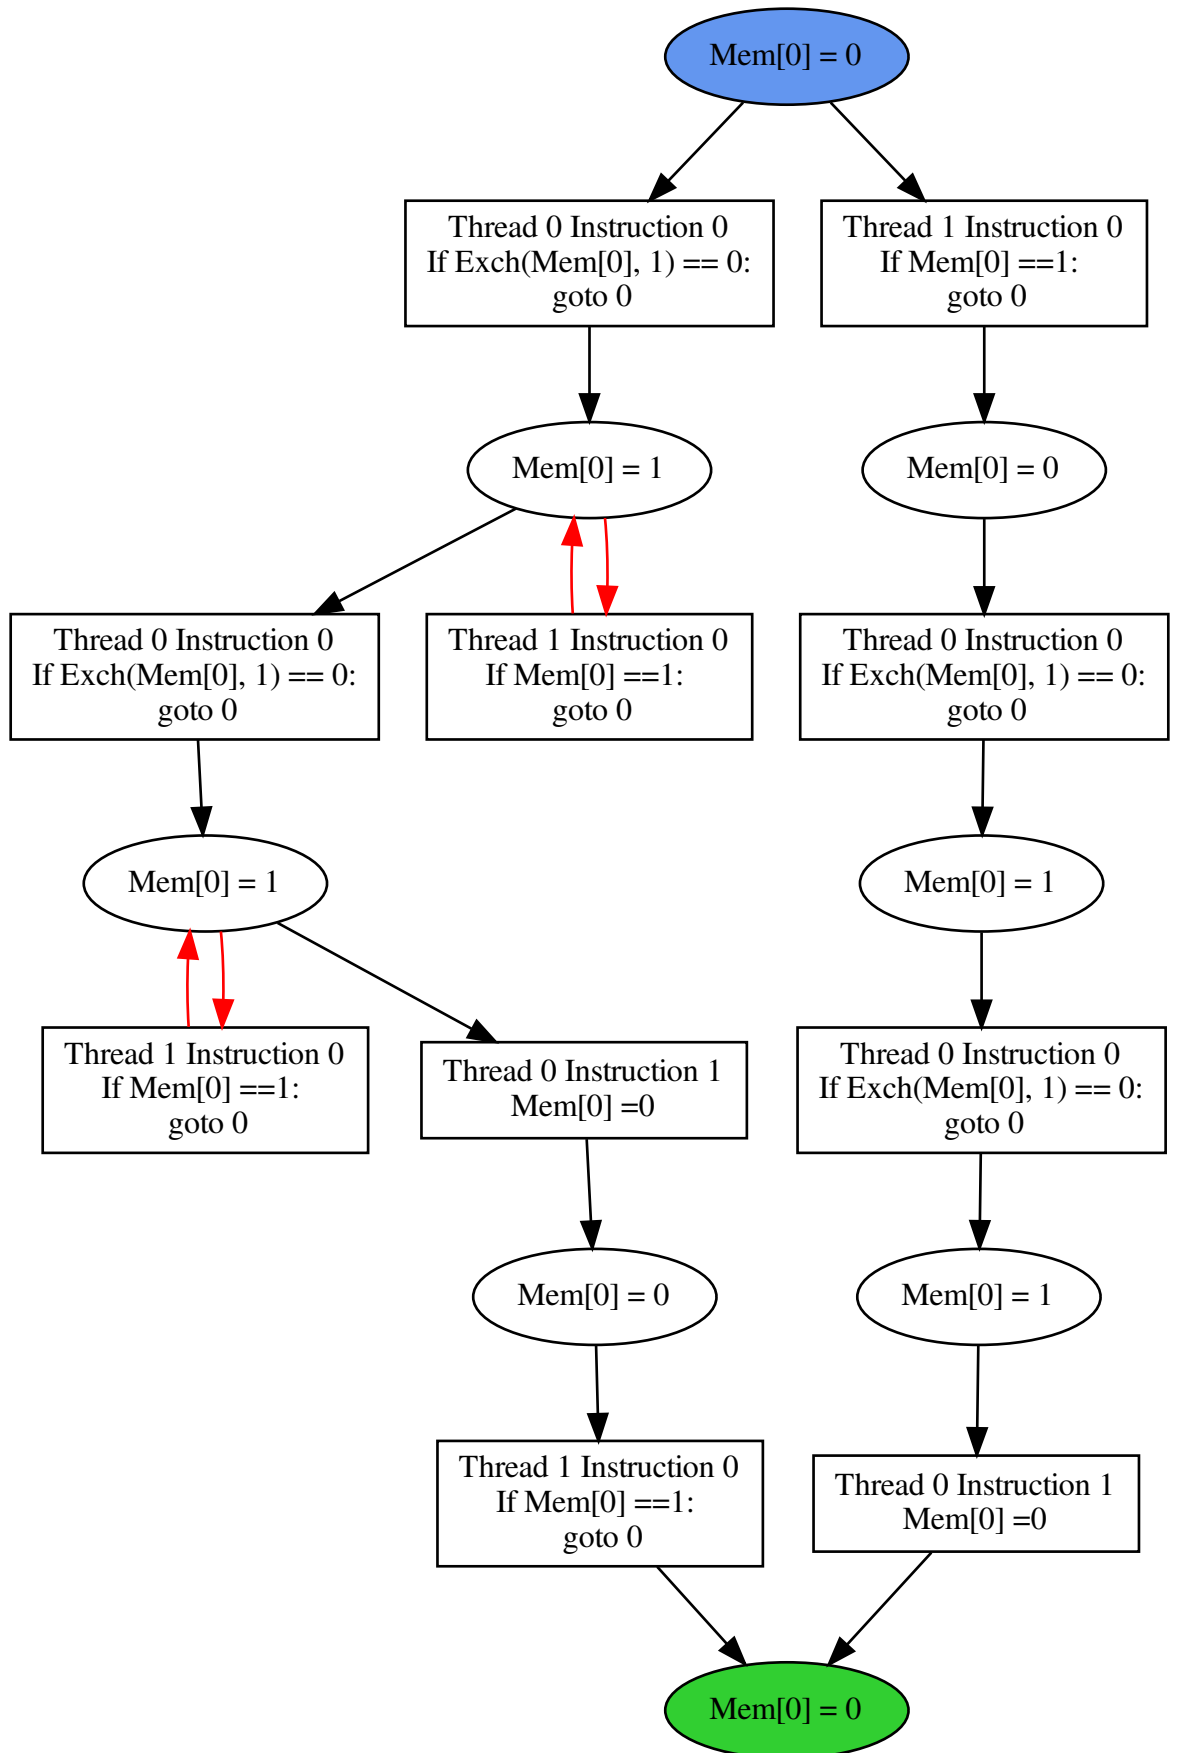 Mem[0] = 0
Thread 0 Instruction 0
If Exch(Mem[0], 1) == 0:
goto 0
Thread 1 Instruction 0
If Mem[0] ==1:
goto 0
Mem[0] = 1
Mem[0] = 0
Thread 0 Instruction 0
If Exch(Mem[0], 1) == 0:
goto 0
Thread 1 Instruction 0
If Mem[0] ==1:
goto 0
Thread 0 Instruction 0
If Exch(Mem[0], 1) == 0:
goto 0
Mem[0] = 1
Mem[0] = 1
Thread 1 Instruction 0
If Mem[0] ==1:
goto 0
Thread 0 Instruction 1
Mem[0] =0
Thread 0 Instruction 0
If Exch(Mem[0], 1) == 0:
goto 0
Mem[0] = 0
Mem[0] = 1
Thread 1 Instruction 0
If Mem[0] ==1:
goto 0
Thread 0 Instruction 1
Mem[0] =0
Mem[0] = 0